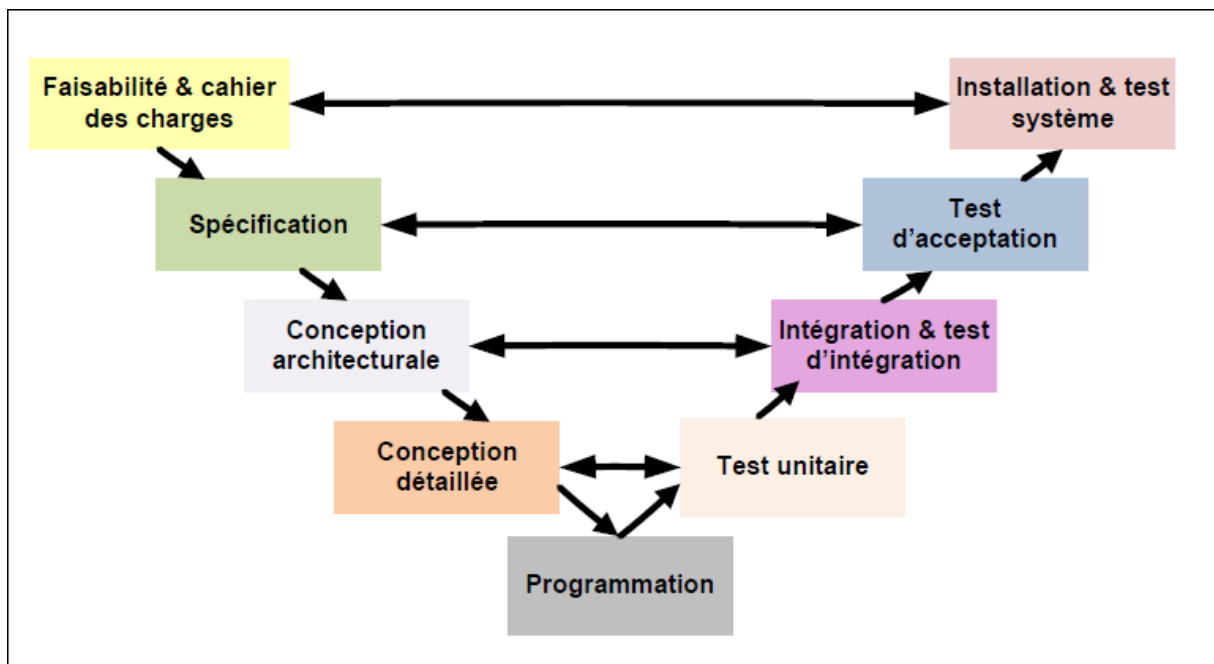 Faisabilité & cahier
des charges
Installation & test
système
Spécification
Test
d'acceptation
Conception
architecturale
Intégration & test
d'intégration
Conception
détaillée
Test unitaire
Programmation